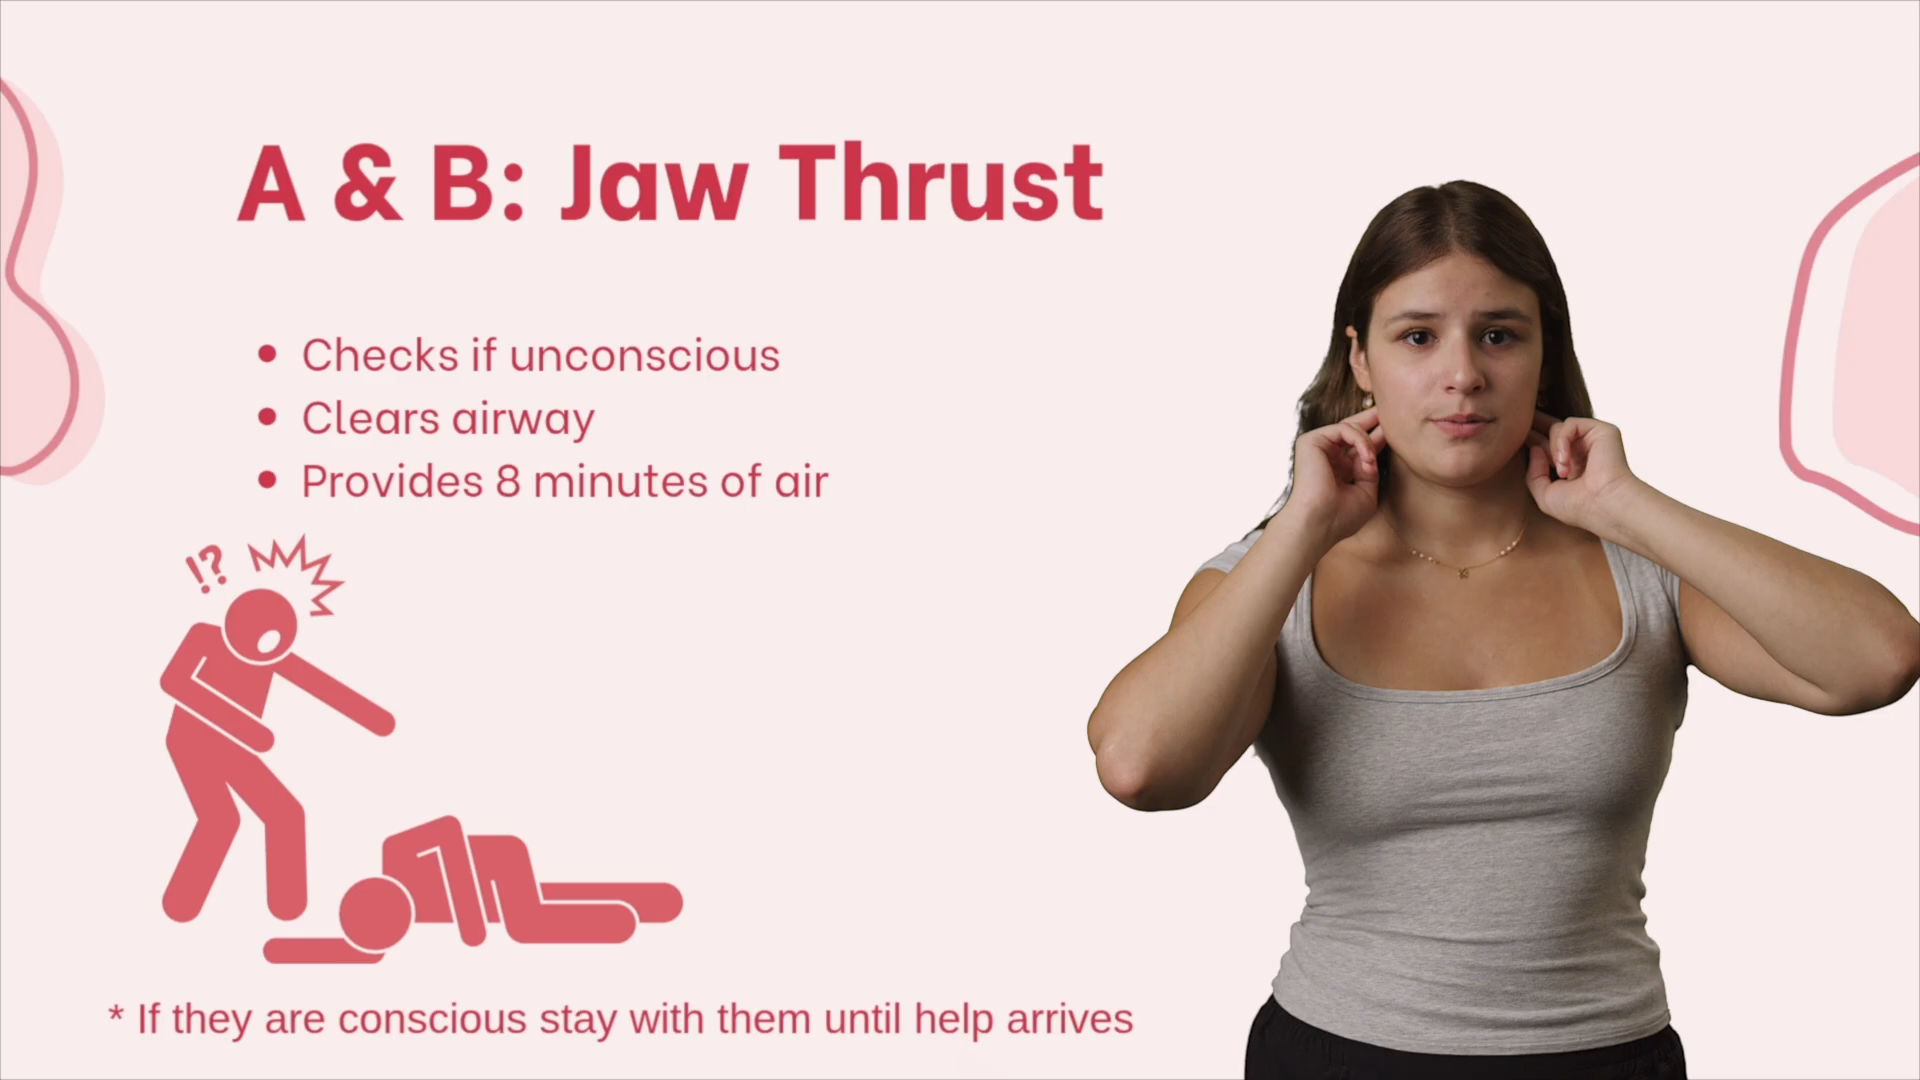 A & B: Jaw Thrust
• Checks if unconscious
• Clears airway
• Provides 8 minutes of air
!?
* If they are conscious stay with them until help arrives